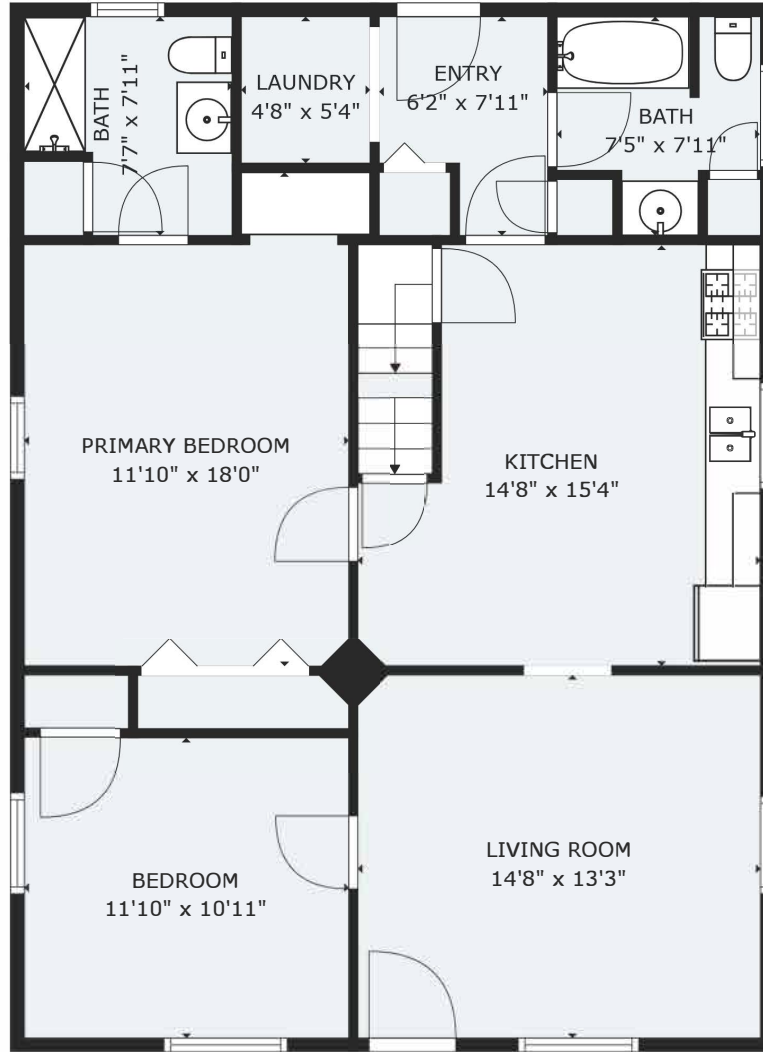 BATH
7'7" x 7'11"
LAUNDRY
4'8" x 5'4"
ENTRY
6'2" x 7'11"
BATH
7'5" x 7'11"
PRIMARY BEDROOM
11'10" x 18'0"
KITCHEN
14'8" x 15'4"
BEDROOM
11'10" x 10'11"
LIVING ROOM
14'8" x 13'3"